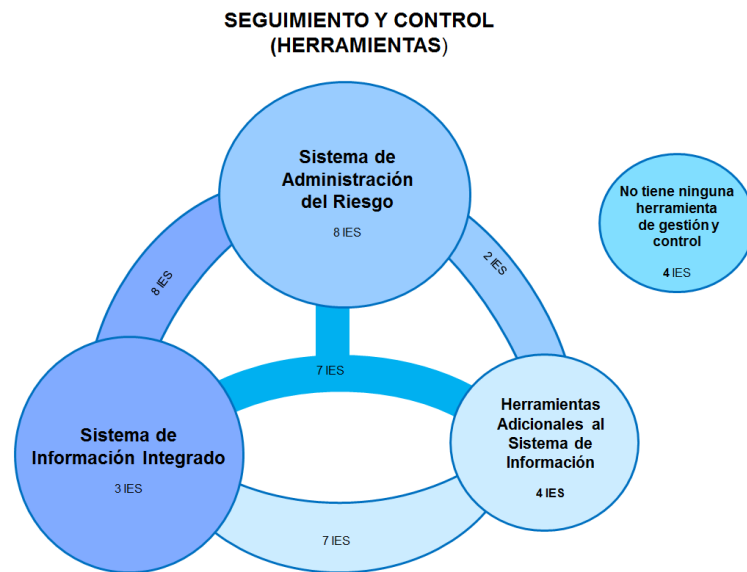 SEGUIMIENTO Y CONTROL
(HERRAMIENTAS)
Sistema de
Administración
del Riesgo
8 IES
No tiene ninguna
herramienta
de gestión y
control
4 IES
8 IES
2 IES
7 IES
Sistema de
Información Integrado
3 IES
Herramientas
Adicionales al
Sistema de
Información
4 IES
7 IES